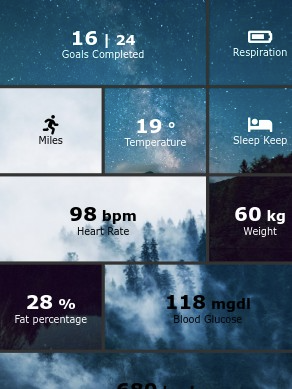 16 | 24
Goals Completed
Respiration
Miles
19 °
Temperature
Sleep Keep
98 bpm
Heart Rate
60 kg
Weight
28 %
Fat percentage
118 mgdl
Blood Glucose